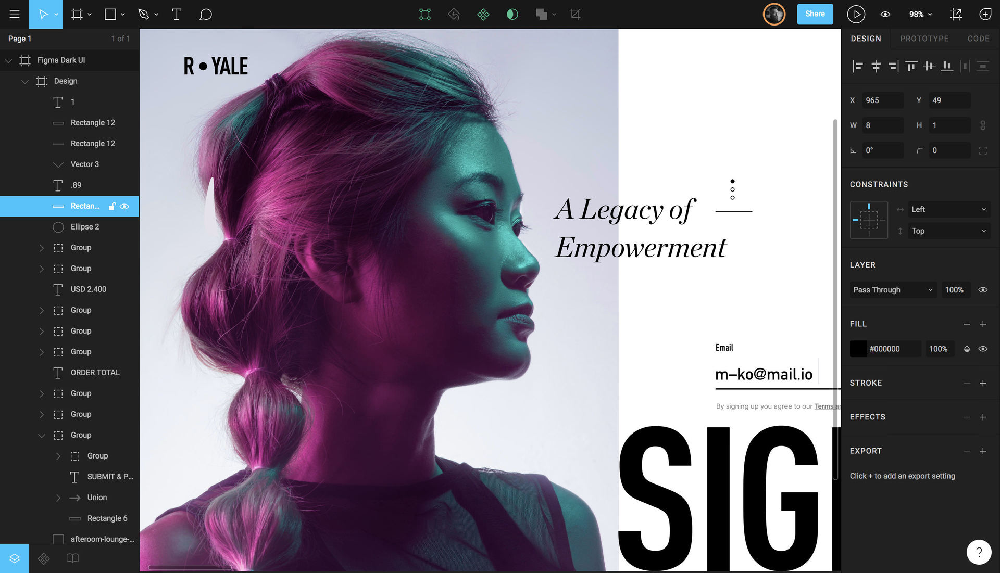 98%
Share
Page 1
1 of 1
Figma Dark UI
Design
1
Rectangle 12
Rectangle 12
Vector 3
.89
Rectan...
Ellipse 2
Group
Group
USD 2.400
Group
Group
Group
ORDER TOTAL
Group
Group
Group
Group
SUBMIT & P...
Union
Rectangle 6
afteroom-lounge-...
R●YALE
A Legacy of
Empowerment
Email
m–ko@mail.io
By signing up you agree to our Terms ar
SIG
DESIGN PROTOTYPE CODE
X 965 Y 49
W 8 H 1
0° 0
CONSTRAINTS
Left
Top
LAYER
Pass Through 100%
FILL
#000000 100%
STROKE
EFFECTS
EXPORT
Click + to add an export setting
?